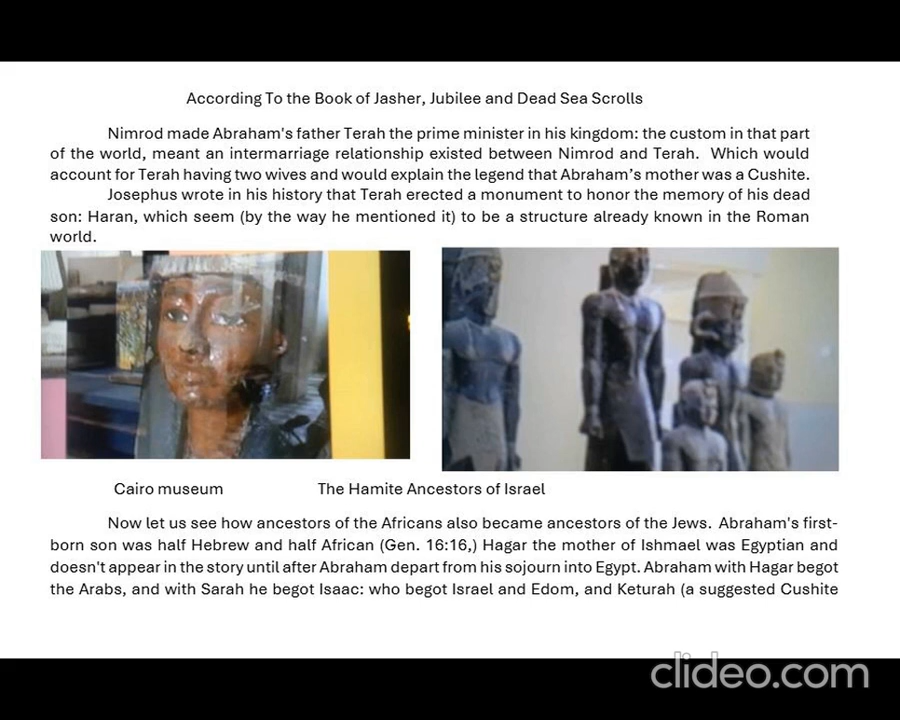 According To the Book of Jasher, Jubilee and Dead Sea Scrolls
Nimrod made Abraham's father Terah the prime minister in his kingdom: the custom in that part
of the world, meant an intermarriage relationship existed between Nimrod and Terah. Which would
account for Terah having two wives and would explain the legend that Abraham's mother was a Cushite.
Josephus wrote in his history that Terah erected a monument to honor the memory of his dead
son: Haran, which seem (by the way he mentioned it) to be a structure already known in the Roman
world.
Cairo museum The Hamite Ancestors of Israel
Now let us see how ancestors of the Africans also became ancestors of the Jews. Abraham's first-
born son was half Hebrew and half African (Gen. 16:16,) Hagar the mother of Ishmael was Egyptian and
doesn't appear in the story until after Abraham depart from his sojourn into Egypt. Abraham with Hagar begot
the Arabs, and with Sarah he begot Isaac: who begot Israel and Edom, and Keturah (a suggested Cushite
clideo.com